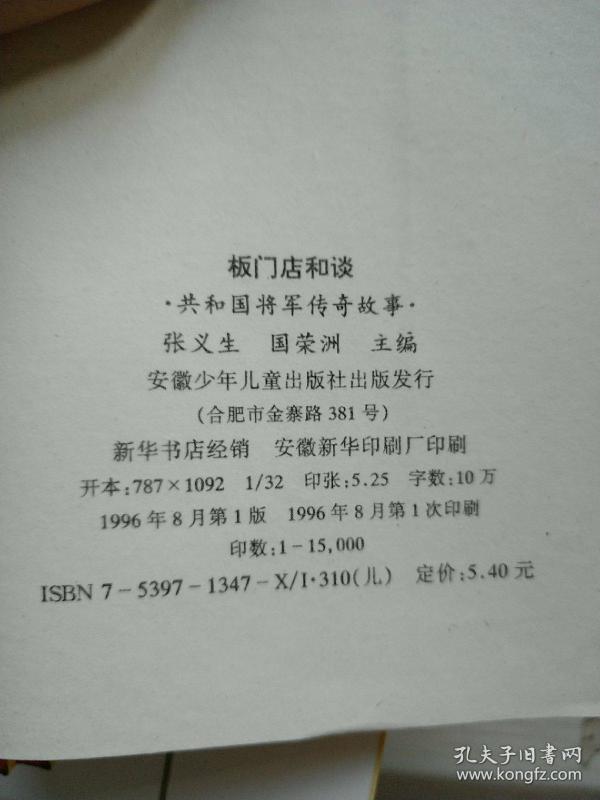 板门店和谈
·共和国将军传奇故事·
张义生 国荣洲 主编
安徽少年儿童出版社出版发行
(合肥市金寨路381号)
新华书店经销 安徽新华印刷厂印刷
开本:787×1092 1/32 印张:5.25 字数:10万
1996年8月第1版 1996年8月第1次印刷
印数:1-15,000
ISBN 7-5397-1347-X/I·310(儿) 定价:5.40元
孔夫子旧书网
www.kongfz.com